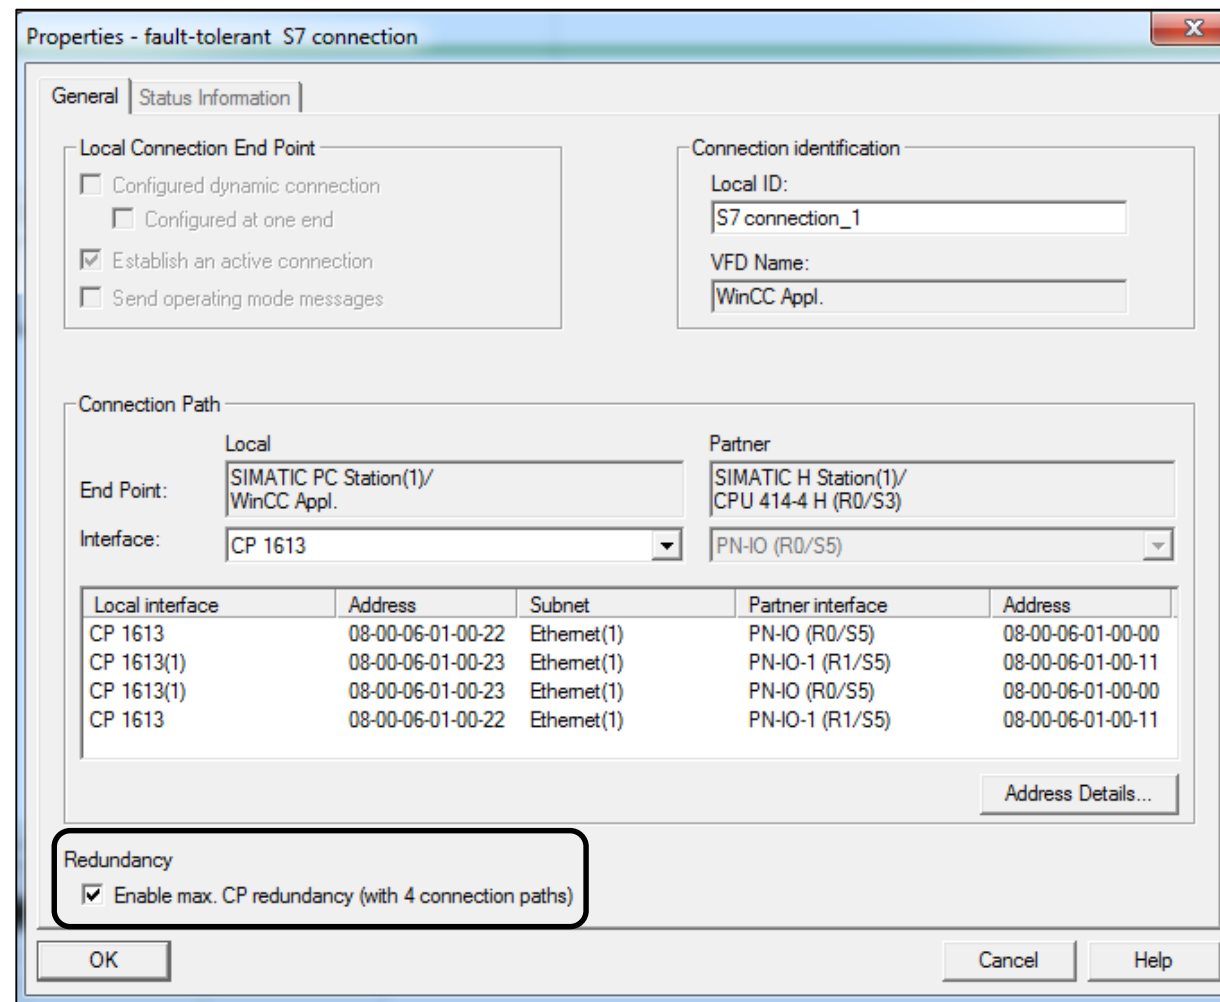 Properties - fault-tolerant S7 connection
X
General Status Information
Local Connection End Point
Configured dynamic connection
Configured at one end
Establish an active connection
Send operating mode messages
Connection identification
Local ID:
S7 connection_1
VFD Name:
WinCC Appl.
Connection Path
Local Partner
End Point:
SIMATIC PC Station(1)/
WinCC Appl.
SIMATIC H Station(1)/
CPU 414-4 H (R0/S3)
Interface: CP 1613 PN-IO (R0/S5)
Local interface Address Subnet Partner interface Address
CP 1613 08-00-06-01-00-22 Ethernet(1) PN-IO (R0/S5) 08-00-06-01-00-00
CP 1613(1) 08-00-06-01-00-23 Ethernet(1) PN-IO-1 (R1/S5) 08-00-06-01-00-11
CP 1613(1) 08-00-06-01-00-23 Ethernet(1) PN-IO (R0/S5) 08-00-06-01-00-00
CP 1613 08-00-06-01-00-22 Ethernet(1) PN-IO-1 (R1/S5) 08-00-06-01-00-11
Address Details...
Redundancy
Enable max. CP redundancy (with 4 connection paths)
OK Cancel Help